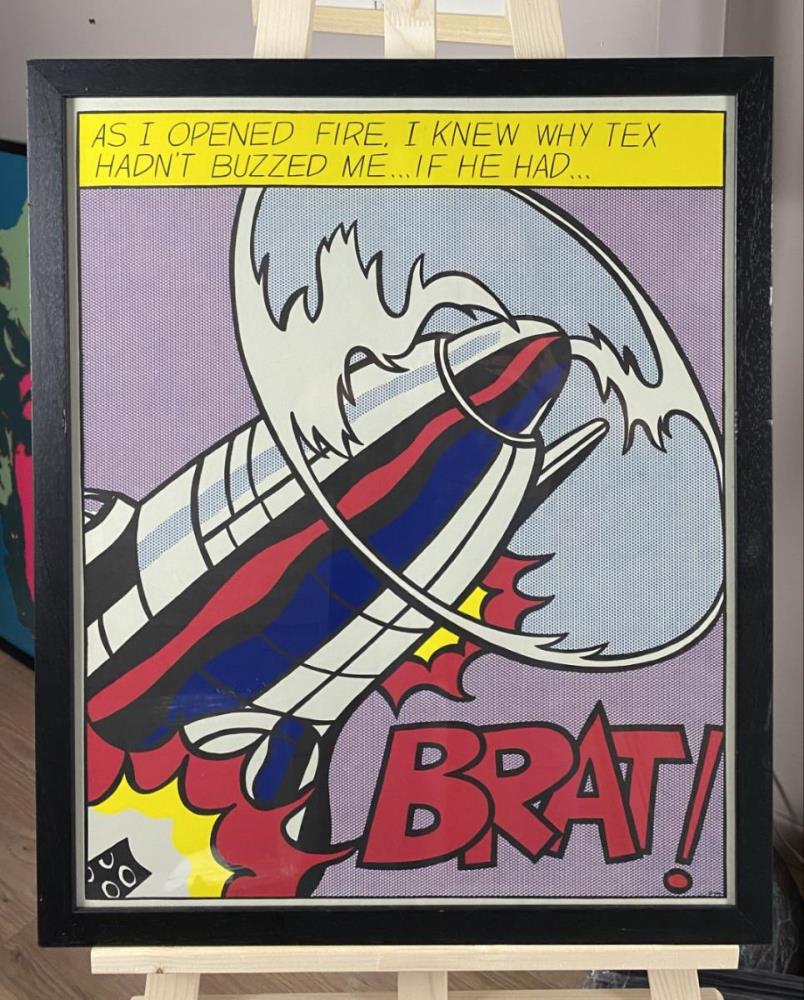 AS I OPENED FIRE, I KNEW WHY TEX
HADN'T BUZZED ME...IF HE HAD...
BRAT!